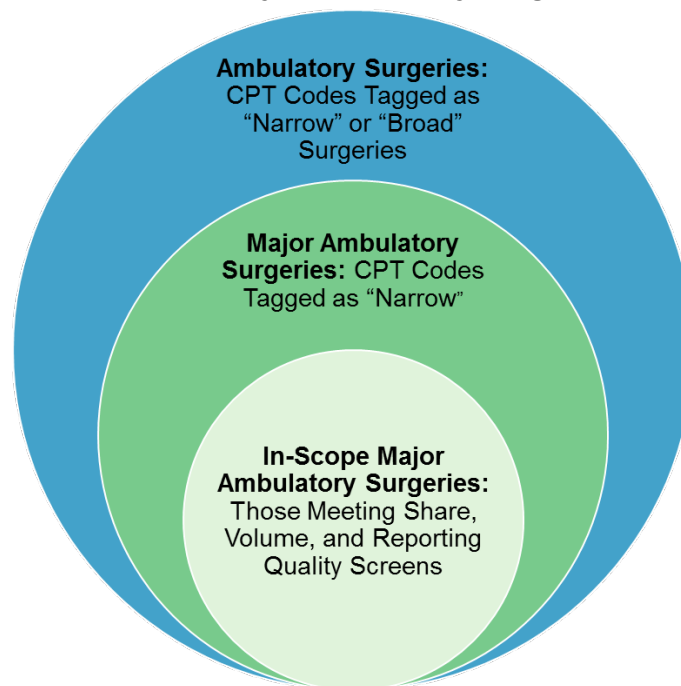 Ambulatory Surgeries:
CPT Codes Tagged as
“Narrow” or “Broad”
Surgeries
Major Ambulatory
Surgeries: CPT Codes
Tagged as “Narrow”
In-Scope Major
Ambulatory Surgeries:
Those Meeting Share,
Volume, and Reporting
Quality Screens